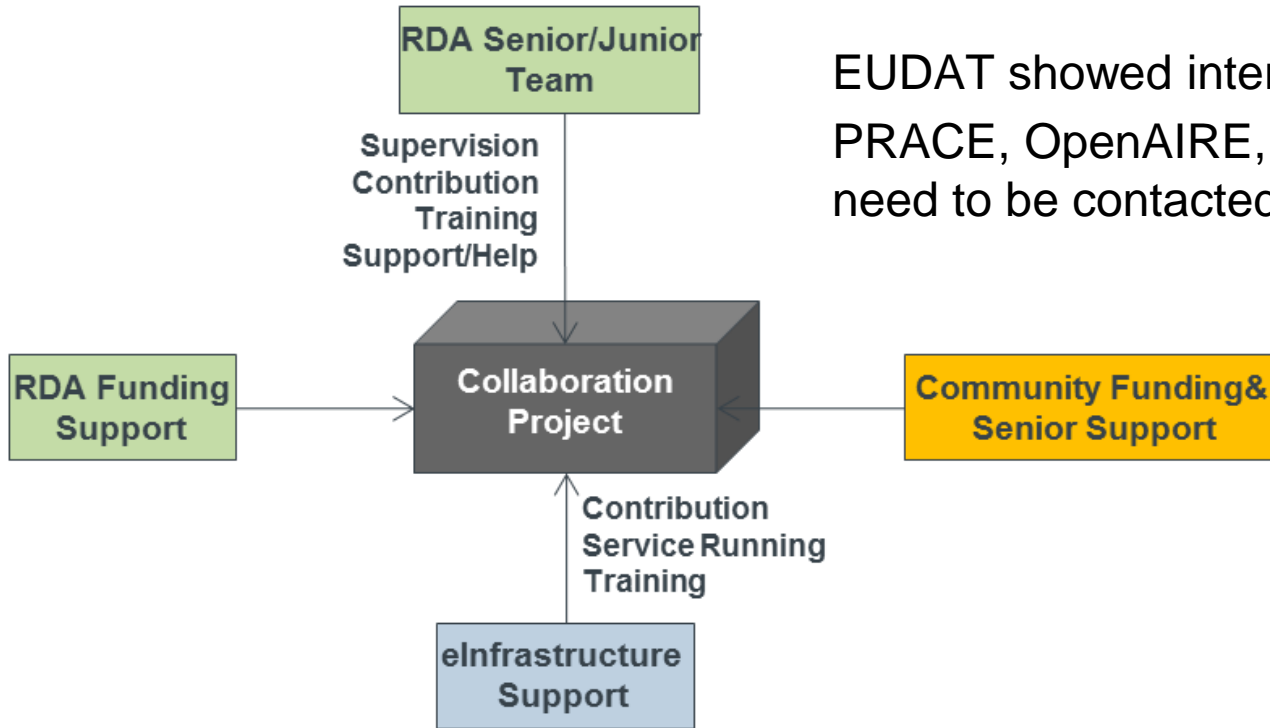 RDA Senior/Junior
Team
EUDAT showed
PRACE, OpenAIRE,
need to be contacted
Supervision
Contribution
Training
Support/Help
RDA Funding
Support
Collaboration
Project
Community Funding&
Senior Support
Contribution
Service Running
Training
eInfrastructure
Support